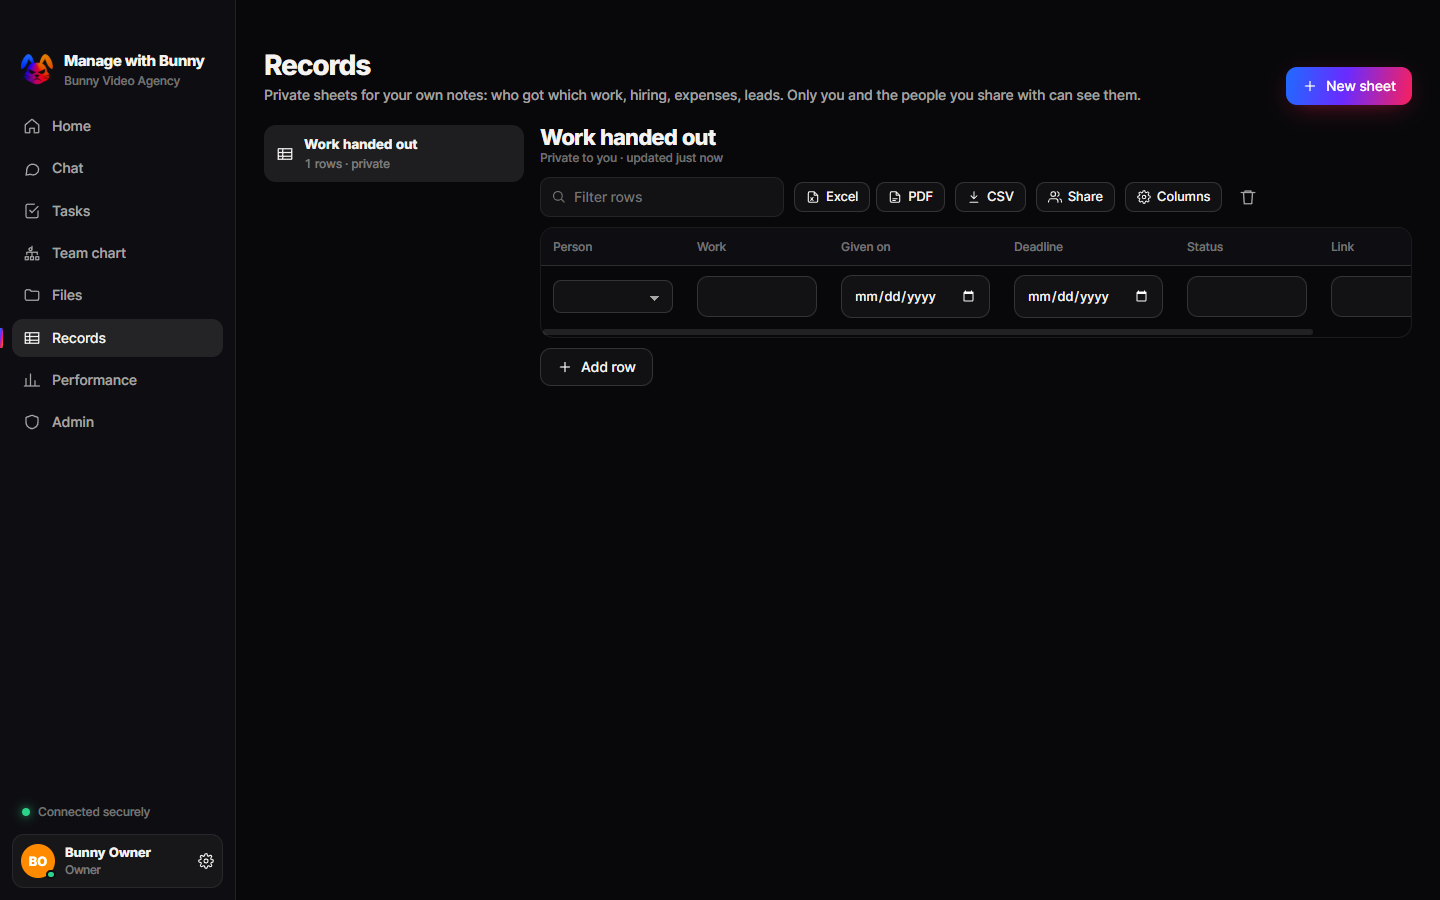 Manage with Bunny
Bunny Video Agency
Home
Chat
Tasks
Team chart
Files
Records
Performance
Admin
Connected securely
BO
Bunny Owner
Owner
Records
Private sheets for your own notes: who got which work, hiring, expenses, leads. Only you and the people you share with can see them.
New sheet
Work handed out
1 rows · private
Work handed out
Private to you · updated just now
Filter rows
Excel
PDF
CSV
Share
Columns
Person Work Given on Deadline Status Link
mm/dd/yyyy mm/dd/yyyy
Add row